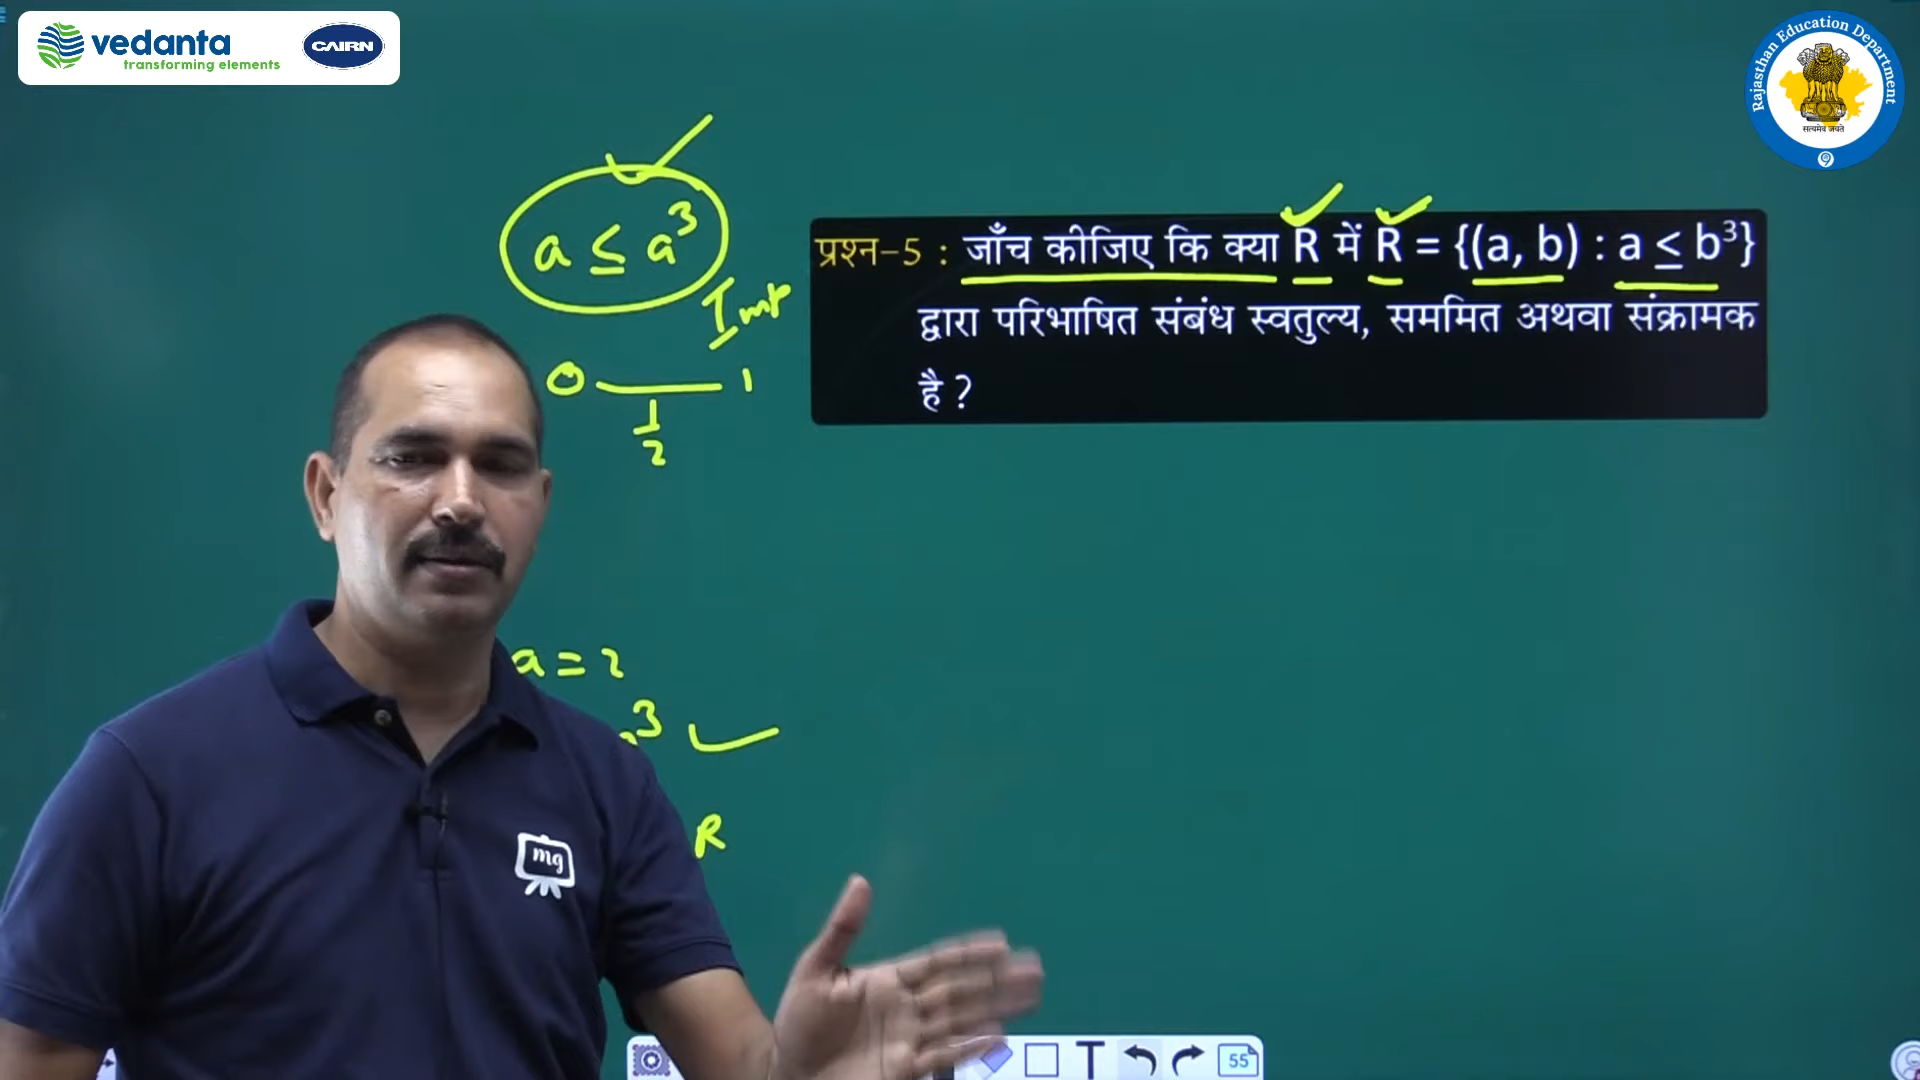 vedanta
transforming elements
CAIRN
Rajasthan Education Department
सत्यमेव जयते
a ≤ a³
Imp
0 1
1/2
प्रश्न–5 : जाँच कीजिए कि क्या R में R = {(a, b) : a ≤ b³}
द्वारा परिभाषित संबंध स्वतुल्य, सममित अथवा संक्रामक
है ?
a = 2
3
R
mg
T
55